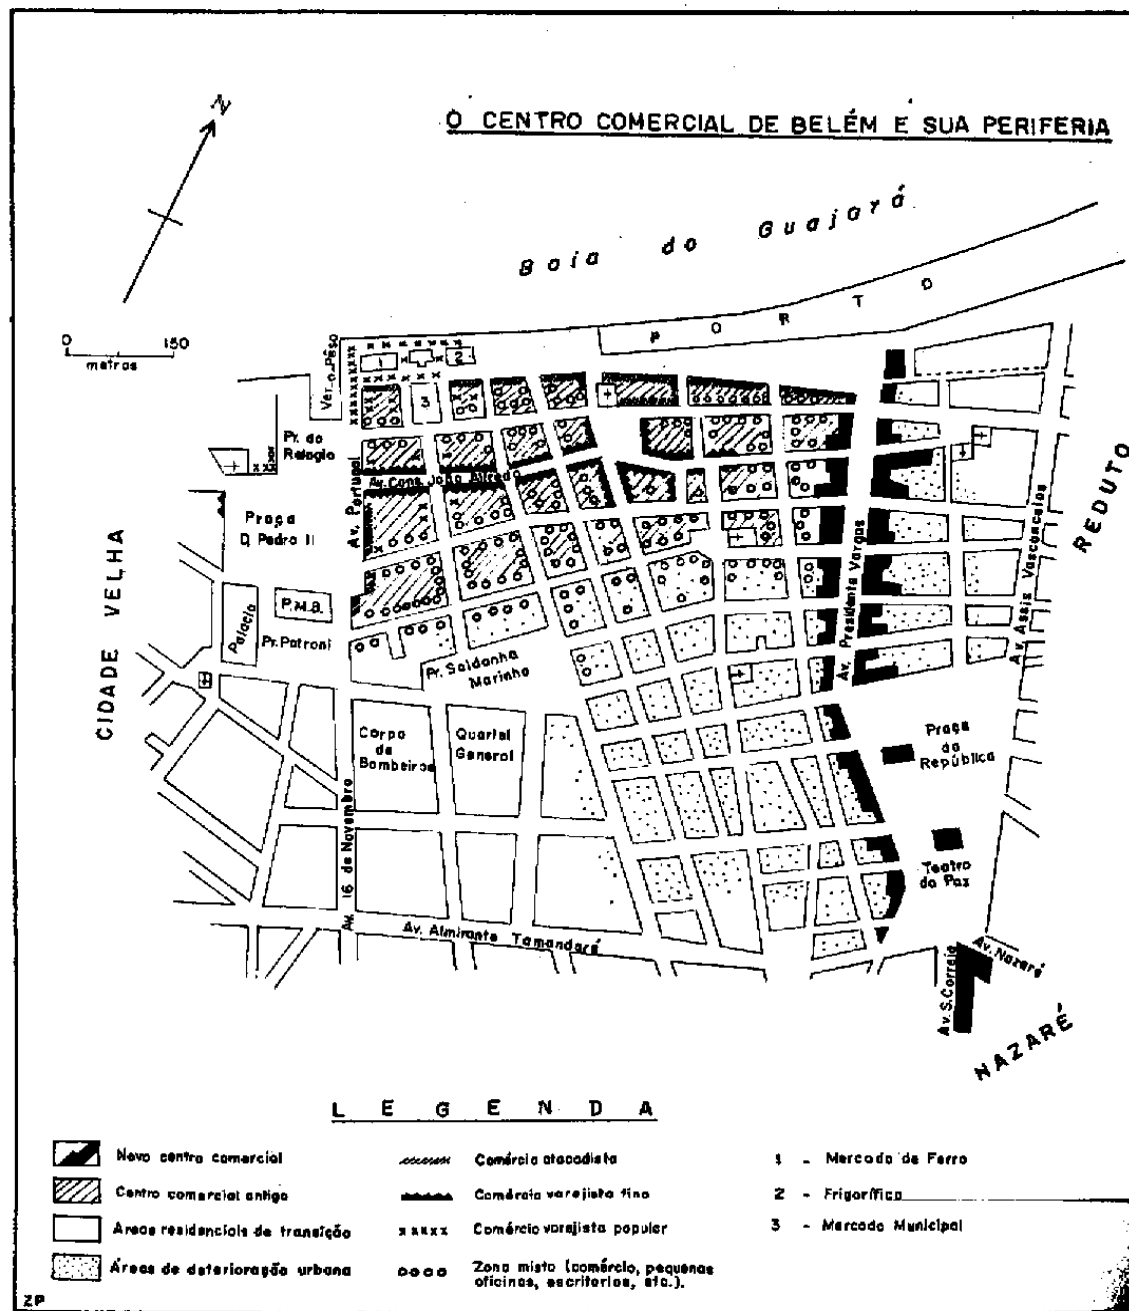 N
O CENTRO COMERCIAL DE BELÉM E SUA PERIFERIA
Baia do Guajará
PORTO
0 150
metros
Ver-o-Pêso
1
2
3
Pr. do
Relogio
Av. Portugal
Av. Cons. João Alfredo
Praça
D. Pedro II
CIDADE VELHA
Palacio
P.M.B.
Pr. Patroni
Pr. Saldanha
Marinho
Av. Presidente Vargas
Av. Assis Vasconcelos
REDUTO
Corpo
de
Bombeiros
Quartel
General
Praça
da
República
Av. 16 de Novembro
Teatro
da Paz
Av. Almirante Tamandaré
Av. Nazaré
Av. S. Correia
NAZARÉ
LEGENDA
Novo centro comercial
Centro comercial antigo
Areas residenciais de transição
Áreas de deterioração urbana
Comércio atacadista
Comércio varejista fino
Comércio varejista popular
Zona mista (comércio, pequenas
oficinas, escritorios, etc.).
1 - Mercado de Ferro
2 - Frigorífico
3 - Mercado Municipal
ZP